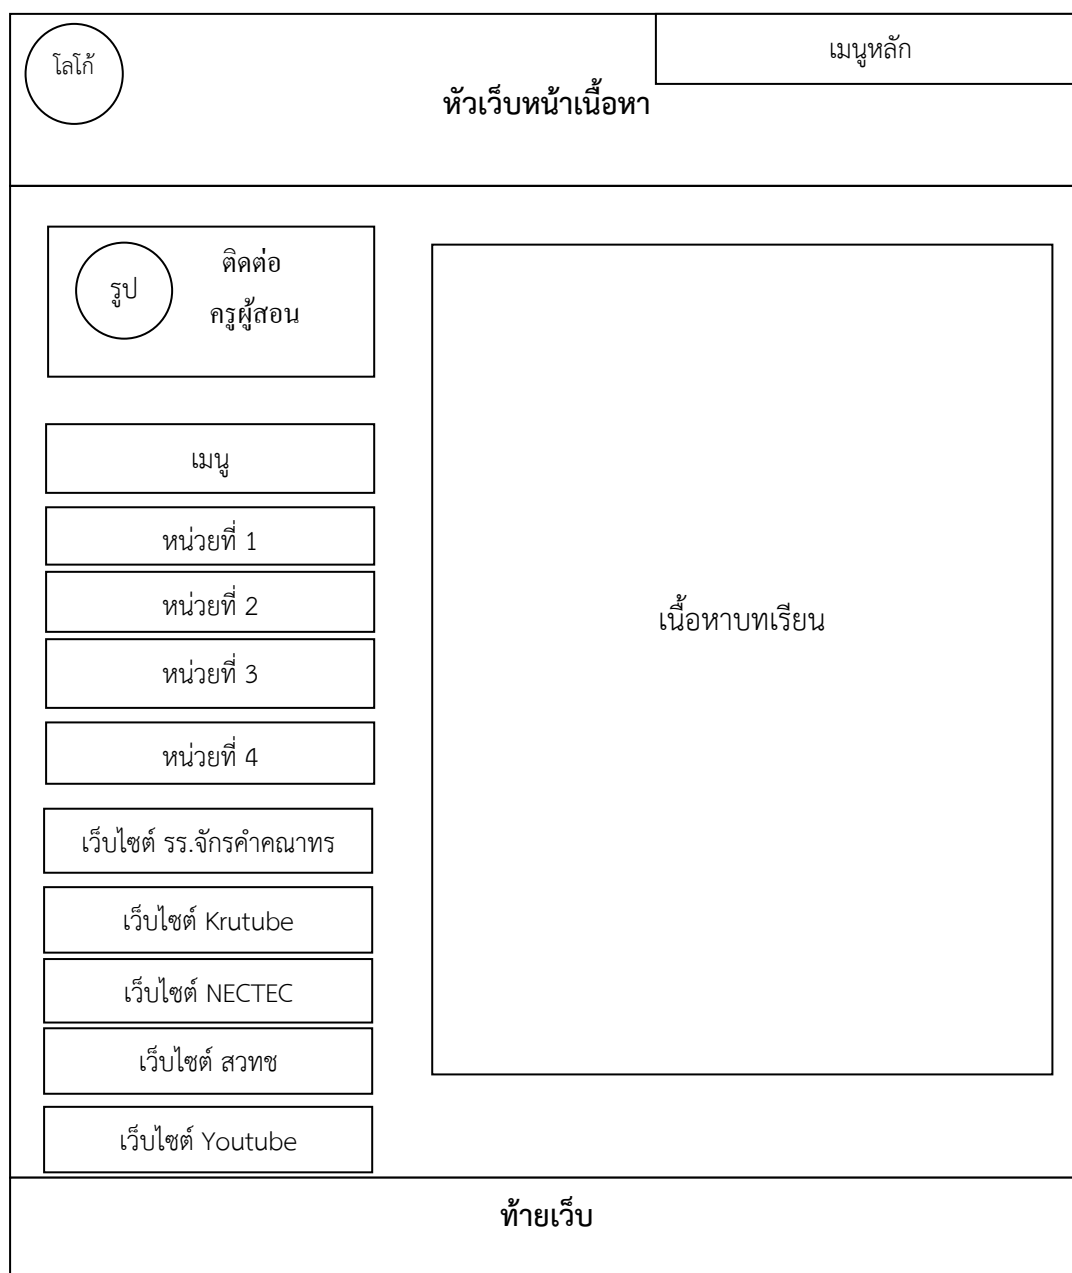 โลโก้
เมนูหลัก
หัวเว็บหน้าเนื้อหา
รูป
ติดต่อ
ครูผู้สอน
เมนู
หน่วยที่ 1
หน่วยที่ 2
หน่วยที่ 3
หน่วยที่ 4
เว็บไซต์ รร.จักรคำคณาทร
เว็บไซต์ Krutube
เว็บไซต์ NECTEC
เว็บไซต์ สวทช
เว็บไซต์ Youtube
เนื้อหาบทเรียน
ท้ายเว็บ